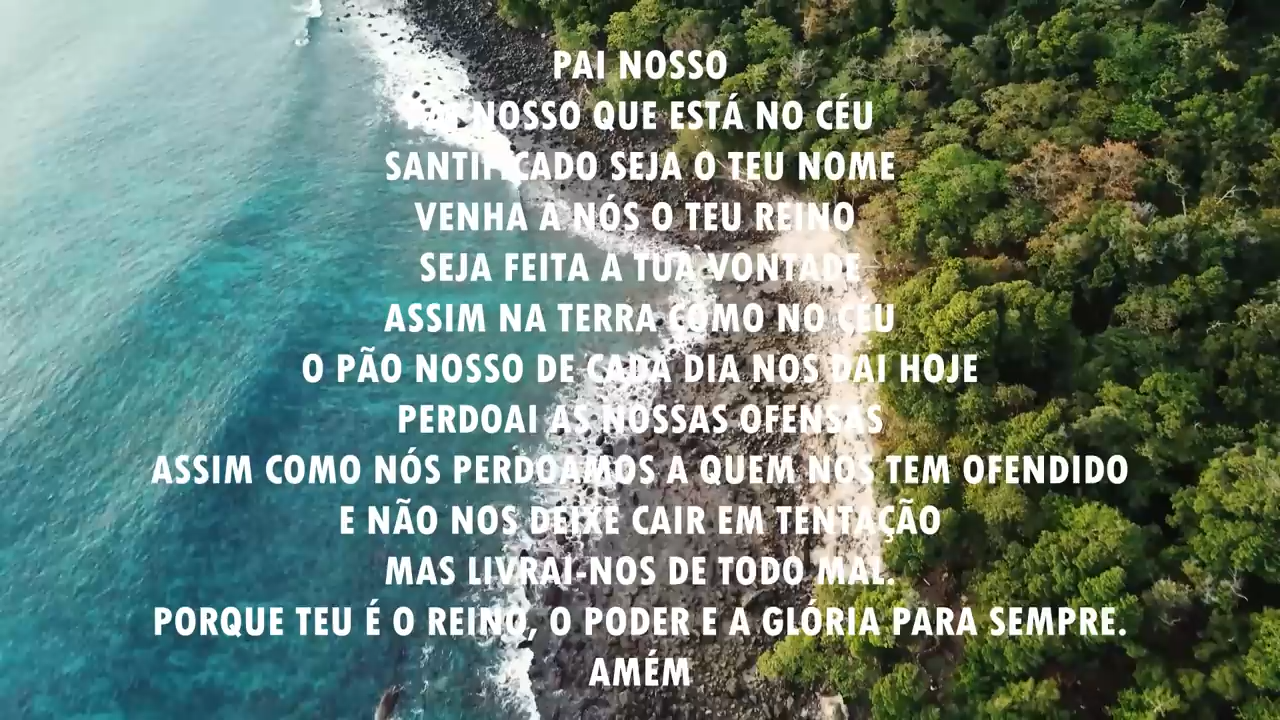 PAI NOSSO
PAI NOSSO QUE ESTÁ NO CÉU
SANTIFICADO SEJA O TEU NOME
VENHA A NÓS O TEU REINO
SEJA FEITA A TUA VONTADE
ASSIM NA TERRA COMO NO CÉU
O PÃO NOSSO DE CADA DIA NOS DAI HOJE
PERDOAI AS NOSSAS OFENSAS
ASSIM COMO NÓS PERDOAMOS A QUEM NOS TEM OFENDIDO
E NÃO NOS DEIXE CAIR EM TENTAÇÃO
MAS LIVRAI-NOS DE TODO MAL.
PORQUE TEU É O REINO, O PODER E A GLÓRIA PARA SEMPRE.
AMÉM